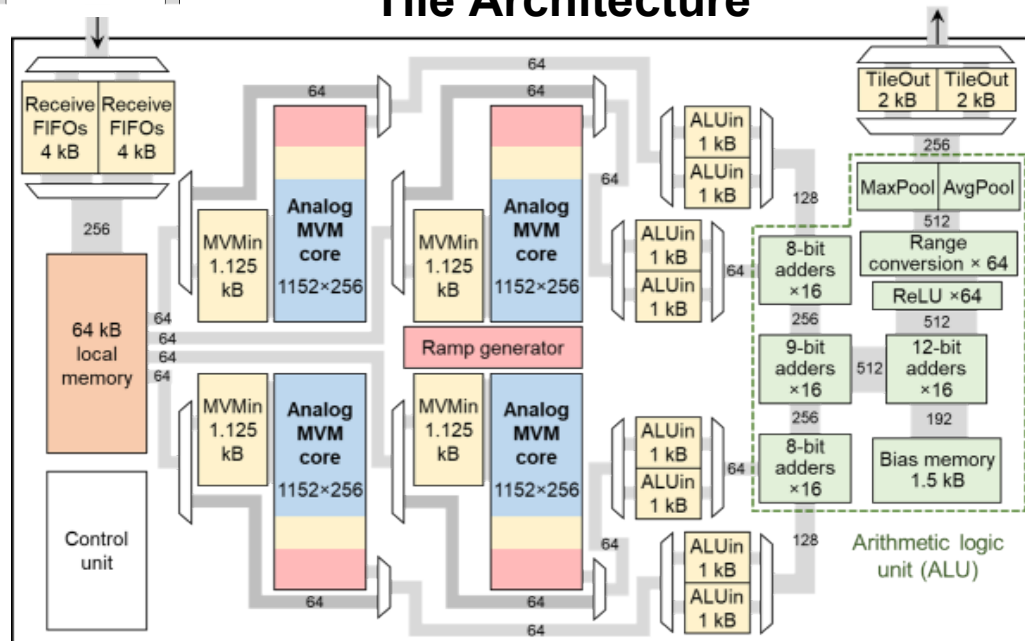 Tile Architecture
Receive FIFOs 4 kB
Receive FIFOs 4 kB
256
64 kB local memory
Control unit
64
64
64
64
64
MVMin 1.125 kB
Analog MVM core
1152×256
64
MVMin 1.125 kB
Analog MVM core
1152×256
64
64
Ramp generator
MVMin 1.125 kB
Analog MVM core
1152×256
64
MVMin 1.125 kB
Analog MVM core
1152×256
64
64
64
ALUin 1 kB
ALUin 1 kB
128
ALUin 1 kB
ALUin 1 kB
64
ALUin 1 kB
ALUin 1 kB
64
ALUin 1 kB
ALUin 1 kB
128
TileOut 2 kB
TileOut 2 kB
256
MaxPool
AvgPool
512
Range conversion × 64
ReLU ×64
512
8-bit adders ×16
256
9-bit adders ×16
512
12-bit adders ×16
256
192
8-bit adders ×16
Bias memory 1.5 kB
Arithmetic logic unit (ALU)